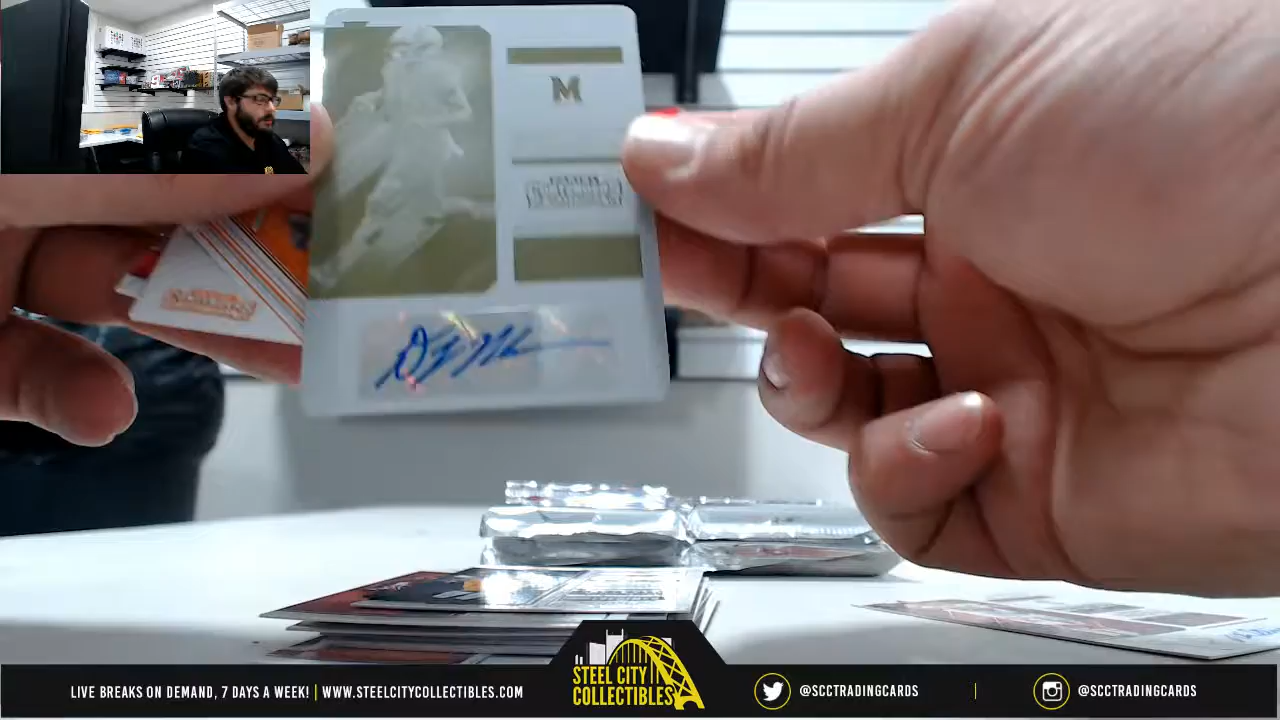 M
STEEL CITY
COLLECTIBLES
LIVE BREAKS ON DEMAND, 7 DAYS A WEEK! | WWW.STEELCITYCOLLECTIBLES.COM
@SCCTRADINGCARDS
@SCCTRADINGCARDS